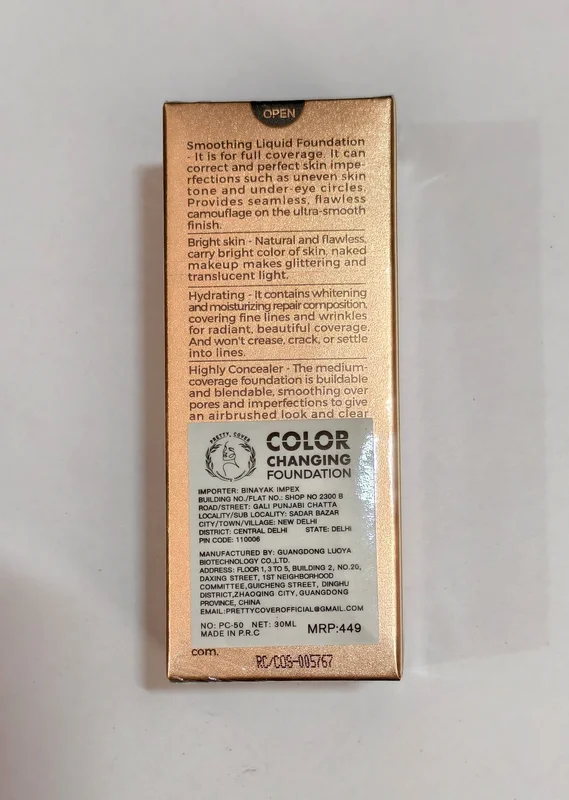 OPEN
Smoothing Liquid Foundation
- It is for full coverage. It can
correct and perfect skin impe-
rfections such as uneven skin
tone and under-eye circles.
Provides seamless, flawless
camouflage on the ultra-smooth
finish.
Bright skin - Natural and flawless,
carry bright color of skin, naked
makeup makes glittering and
translucent light.
Hydrating - It contains whitening
and moisturizing repair composition,
covering fine lines and wrinkles
for radiant, beautiful coverage.
And won't crease, crack, or settle
into lines.
Highly Concealer - The medium-
coverage foundation is buildable
and blendable, smoothing over
pores and imperfections to give
an airbrushed look and clear
PRETTY, COVER
COLOR
CHANGING
FOUNDATION
IMPORTER: BINAYAK IMPEX
BUILDING NO./FLAT NO.: SHOP NO 2300 B
ROAD/STREET: GALI PUNJABI CHATTA
LOCALITY/SUB LOCALITY: SADAR BAZAR
CITY/TOWN/VILLAGE: NEW DELHI
DISTRICT: CENTRAL DELHI STATE: DELHI
PIN CODE: 110006
MANUFACTURED BY: GUANGDONG LUOYA
BIOTECHNOLOGY CO.,LTD.
ADDRESS: FLOOR 1, 3 TO 5, BUILDING 2, NO.20,
DAXING STREET, 1ST NEIGHBORHOOD
COMMITTEE,GUICHENG STREET, DINGHU
DISTRICT,ZHAOQING CITY, GUANGDONG
PROVINCE, CHINA
EMAIL:PRETTYCOVEROFFICIAL@GMAIL.COM
NO: PC-50 NET: 30ML
MADE IN P.R.C MRP:449
com.
RC/COS-005767